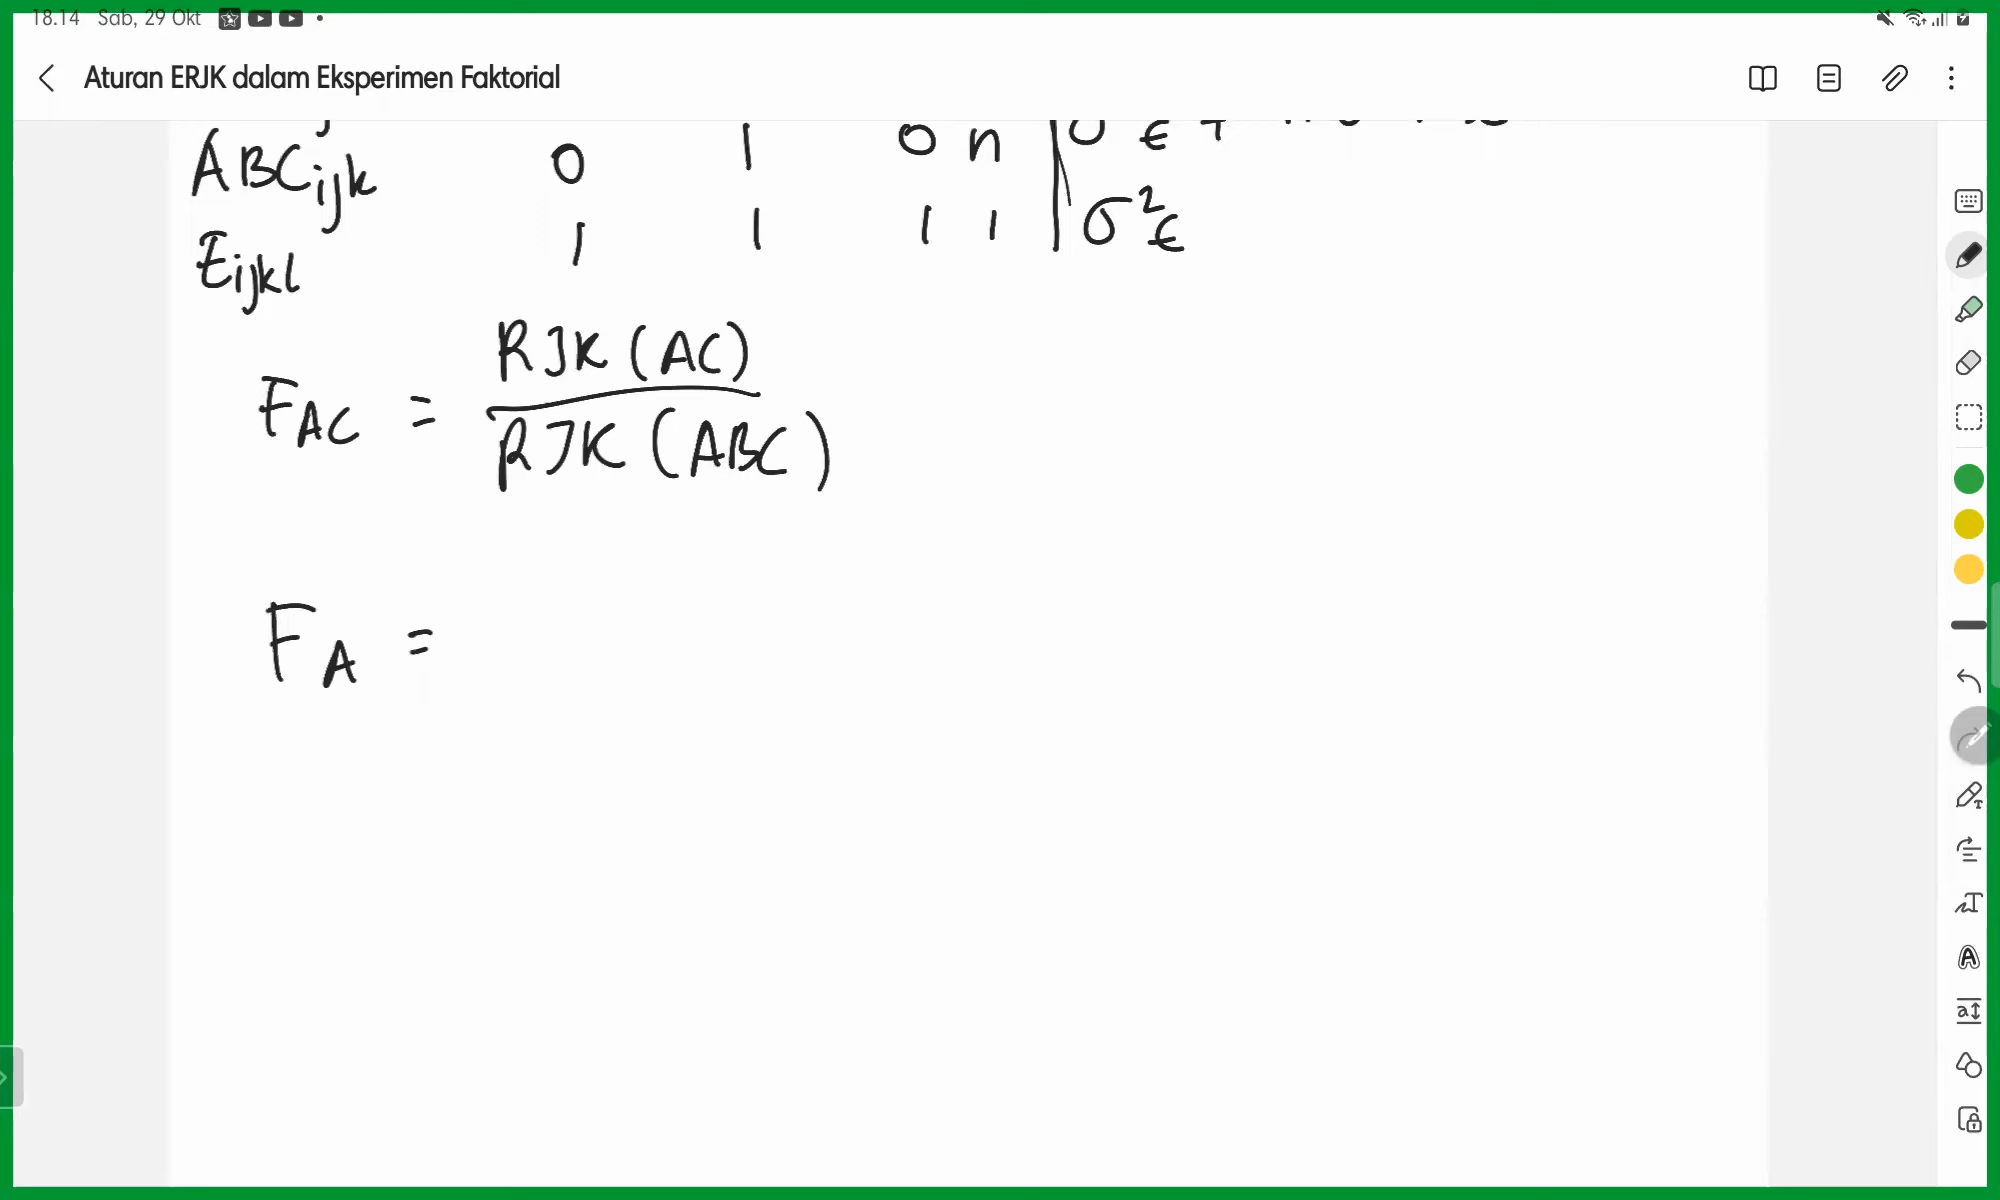 18.14 Sab, 29 Okt
Aturan ERJK dalam Eksperimen Faktorial
ABCijk 0 1 0 n
Eijkl 1 1 1 1 σ²ε
FAC = RJK (AC)
RJK (ABC)
FA =